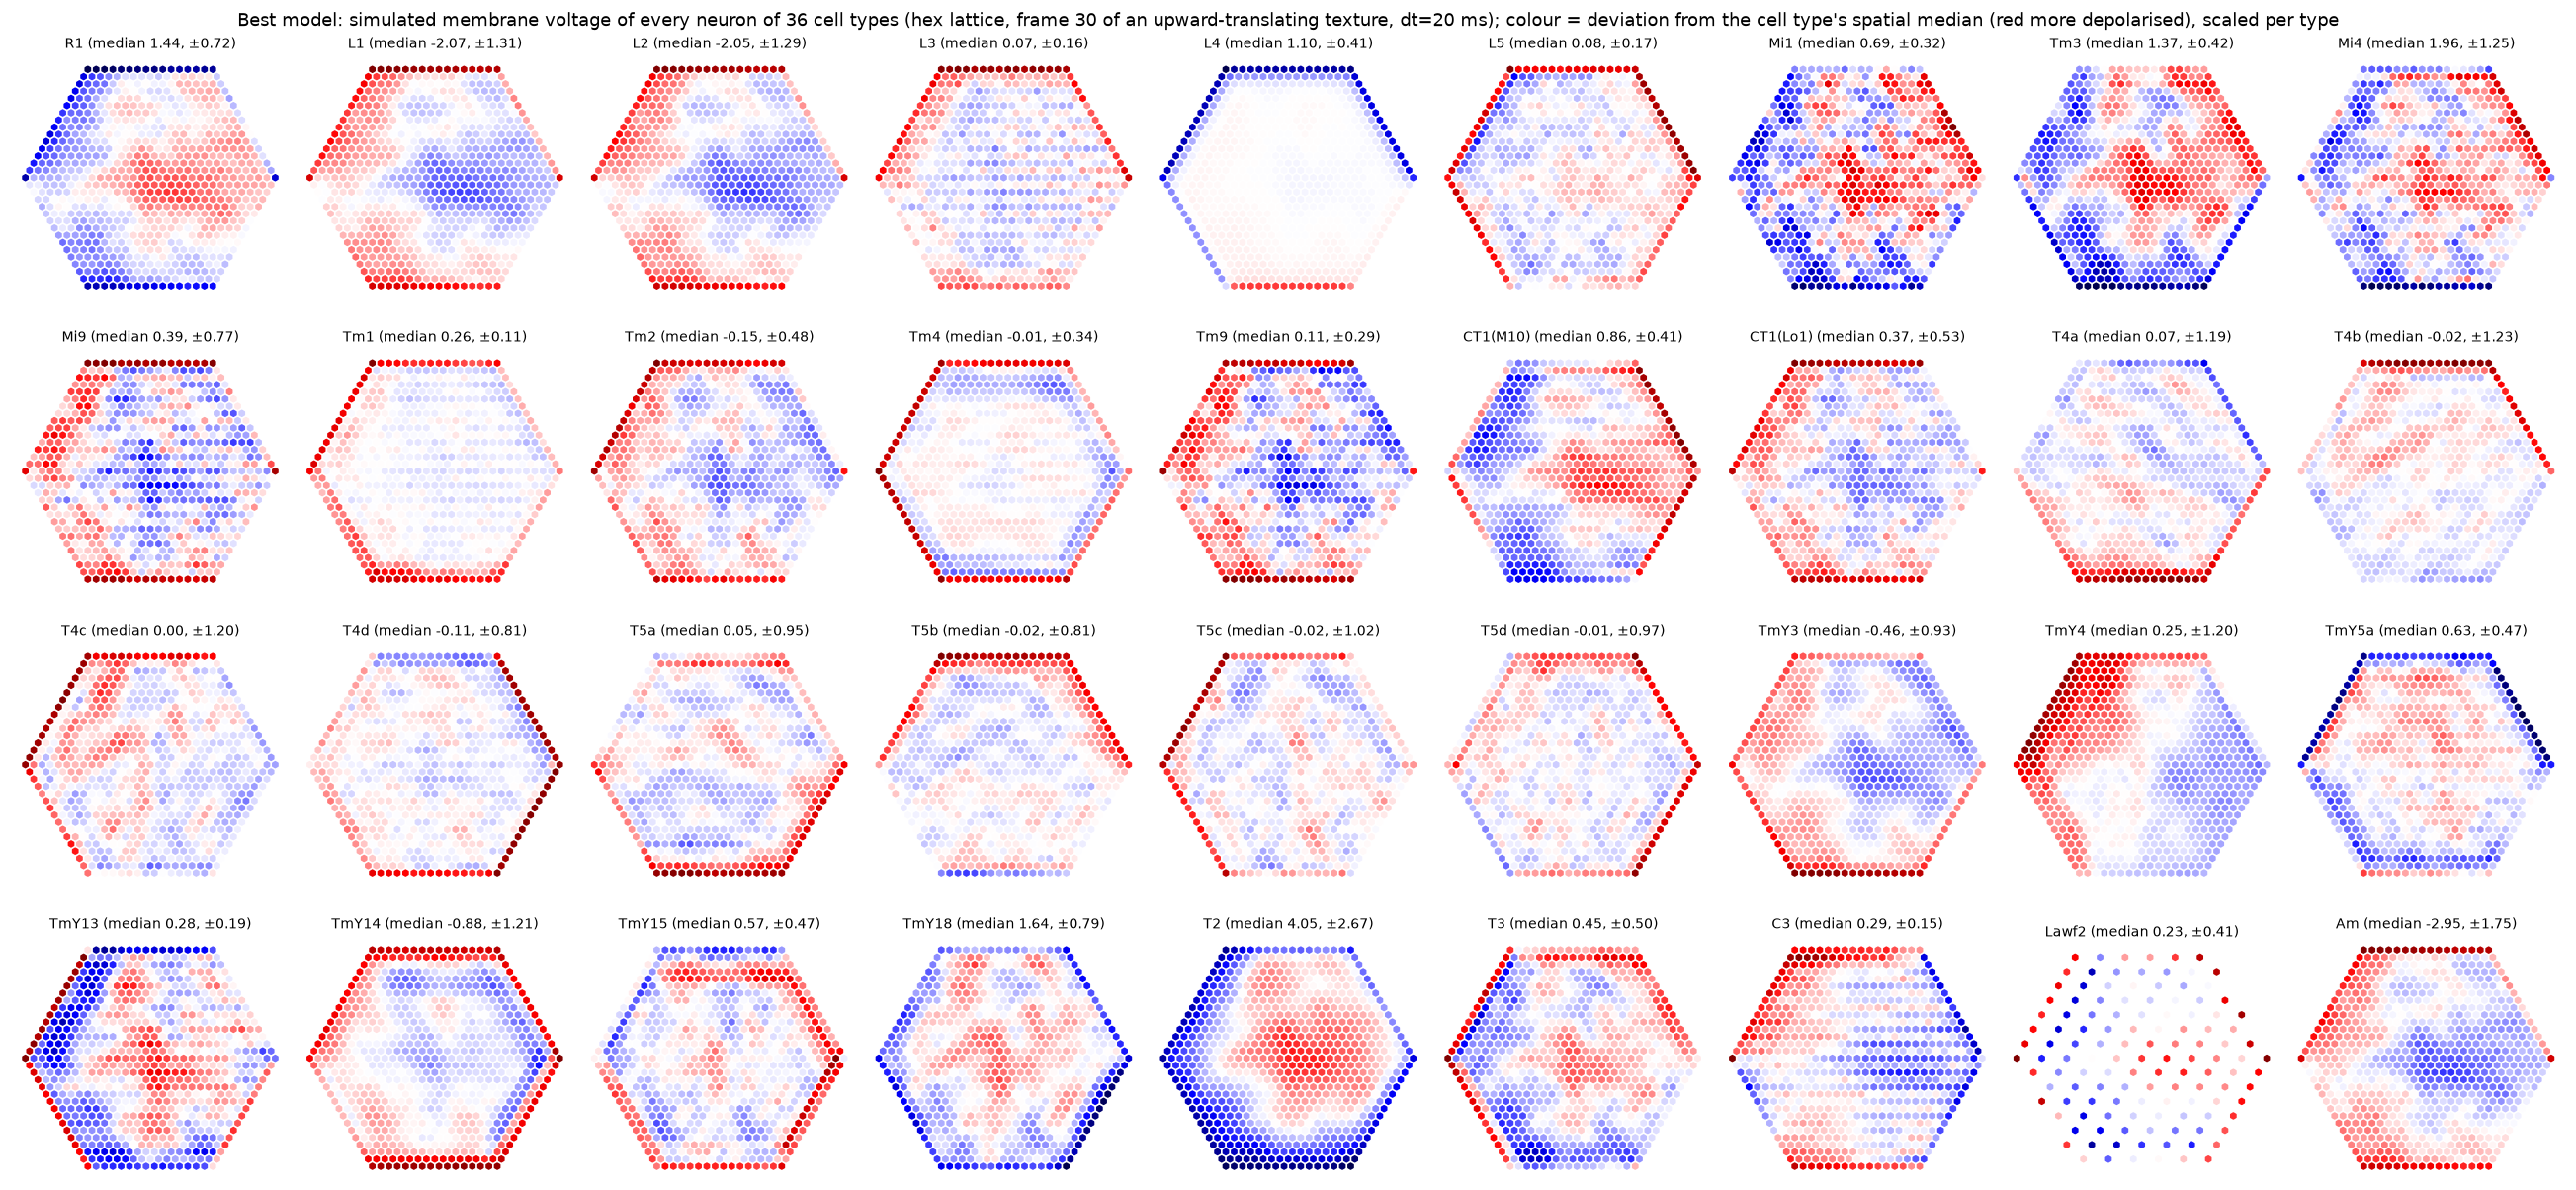 Best model: simulated membrane voltage of every neuron of 36 cell types (hex lattice, frame 30 of an upward-translating texture, dt=20 ms); colour = deviation from the cell type's spatial median (red more depolarised), scaled per type
R1 (median 1.44, ±0.72)
L1 (median -2.07, ±1.31)
L2 (median -2.05, ±1.29)
L3 (median 0.07, ±0.16)
L4 (median 1.10, ±0.41)
L5 (median 0.08, ±0.17)
Mi1 (median 0.69, ±0.32)
Tm3 (median 1.37, ±0.42)
Mi4 (median 1.96, ±1.25)
Mi9 (median 0.39, ±0.77)
Tm1 (median 0.26, ±0.11)
Tm2 (median -0.15, ±0.48)
Tm4 (median -0.01, ±0.34)
Tm9 (median 0.11, ±0.29)
CT1(M10) (median 0.86, ±0.41)
CT1(Lo1) (median 0.37, ±0.53)
T4a (median 0.07, ±1.19)
T4b (median -0.02, ±1.23)
T4c (median 0.00, ±1.20)
T4d (median -0.11, ±0.81)
T5a (median 0.05, ±0.95)
T5b (median -0.02, ±0.81)
T5c (median -0.02, ±1.02)
T5d (median -0.01, ±0.97)
TmY3 (median -0.46, ±0.93)
TmY4 (median 0.25, ±1.20)
TmY5a (median 0.63, ±0.47)
TmY13 (median 0.28, ±0.19)
TmY14 (median -0.88, ±1.21)
TmY15 (median 0.57, ±0.47)
TmY18 (median 1.64, ±0.79)
T2 (median 4.05, ±2.67)
T3 (median 0.45, ±0.50)
C3 (median 0.29, ±0.15)
Lawf2 (median 0.23, ±0.41)
Am (median -2.95, ±1.75)